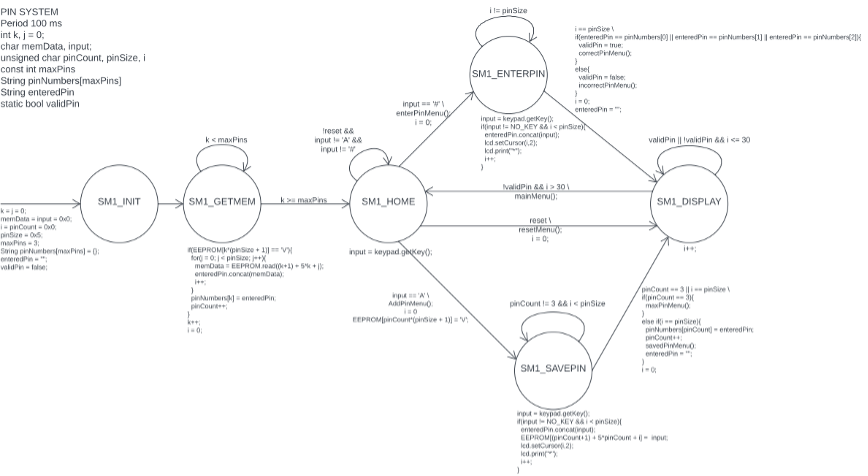 PIN SYSTEM
Period 100 ms
int k, j = 0;
char memData, input;
unsigned char pinCount, pinSize, i
const int maxPins
String pinNumbers[maxPins]
String enteredPin
static bool validPin
i != pinSize
SM1_ENTERPIN
i == pinSize \
if(enteredPin == pinNumbers[0] || enteredPin == pinNumbers[1] || enteredPin == pinNumbers[2]){
validPin = true;
correctPinMenu();
}
else{
validPin = false;
incorrectPinMenu();
}
i = 0;
enteredPin = "";
input == '#' \
enterPinMenu();
i = 0;
input = keypad.getKey();
if(input != NO_KEY && i < pinSize){
enteredPin.concat(input);
lcd.setCursor(i,2);
lcd.print("*");
i++;
}
k < maxPins
!reset &&
input != 'A' &&
input != '#'
validPin || !validPin && i <= 30
SM1_INIT
SM1_GETMEM
k >= maxPins
SM1_HOME
!validPin && i > 30 \
mainMenu();
SM1_DISPLAY
reset \
resetMenu();
i = 0;
i++;
k = j = 0;
memData = input = 0x0;
i = pinCount = 0x0;
pinSize = 0x5;
maxPins = 3;
String pinNumbers[maxPins] = {};
enteredPin = "";
validPin = false;
if(EEPROM[k*(pinSize + 1)] == 'V'){
for(j = 0; j < pinSize; j++){
memData = EEPROM.read((k+1) + 5*k + j);
enteredPin.concat(memData);
i++;
}
pinNumbers[k] = enteredPin;
pinCount++;
}
k++;
i = 0;
input = keypad.getKey();
input == 'A' \
AddPinMenu();
i = 0
EEPROM[pinCount*(pinSize + 1)] = 'V';
pinCount != 3 && i < pinSize
SM1_SAVEPIN
pinCount == 3 || i == pinSize \
if(pinCount == 3){
maxPinMenu();
}
else if(i == pinSize){
pinNumbers[pinCount] = enteredPin;
pinCount++;
savedPinMenu();
enteredPin = "";
}
i = 0;
input = keypad.getKey();
if(input != NO_KEY && i < pinSize){
enteredPin.concat(input);
EEPROM[(pinCount+1) + 5*pinCount + i] = input;
lcd.setCursor(i,2);
lcd.print("*");
i++;
}